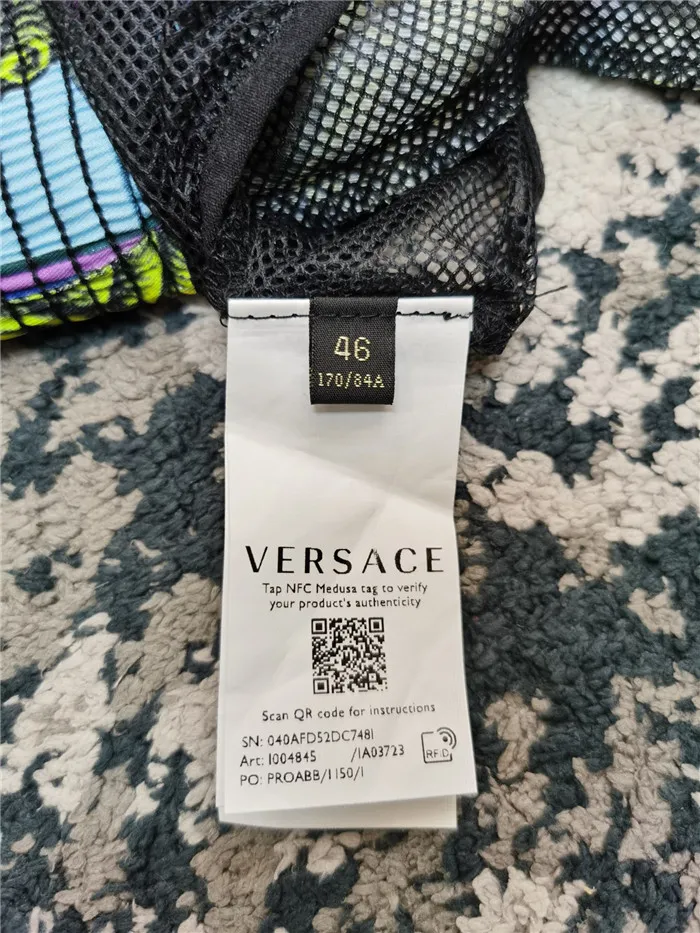 46
170/84A
VERSACE
Tap NFC Medusa tag to verify
your product's authenticity
Scan QR code for instructions
SN: 040AFD52DC7481
Art: 1004845 /1A03723
PO: PROABB/1150/1
RFID